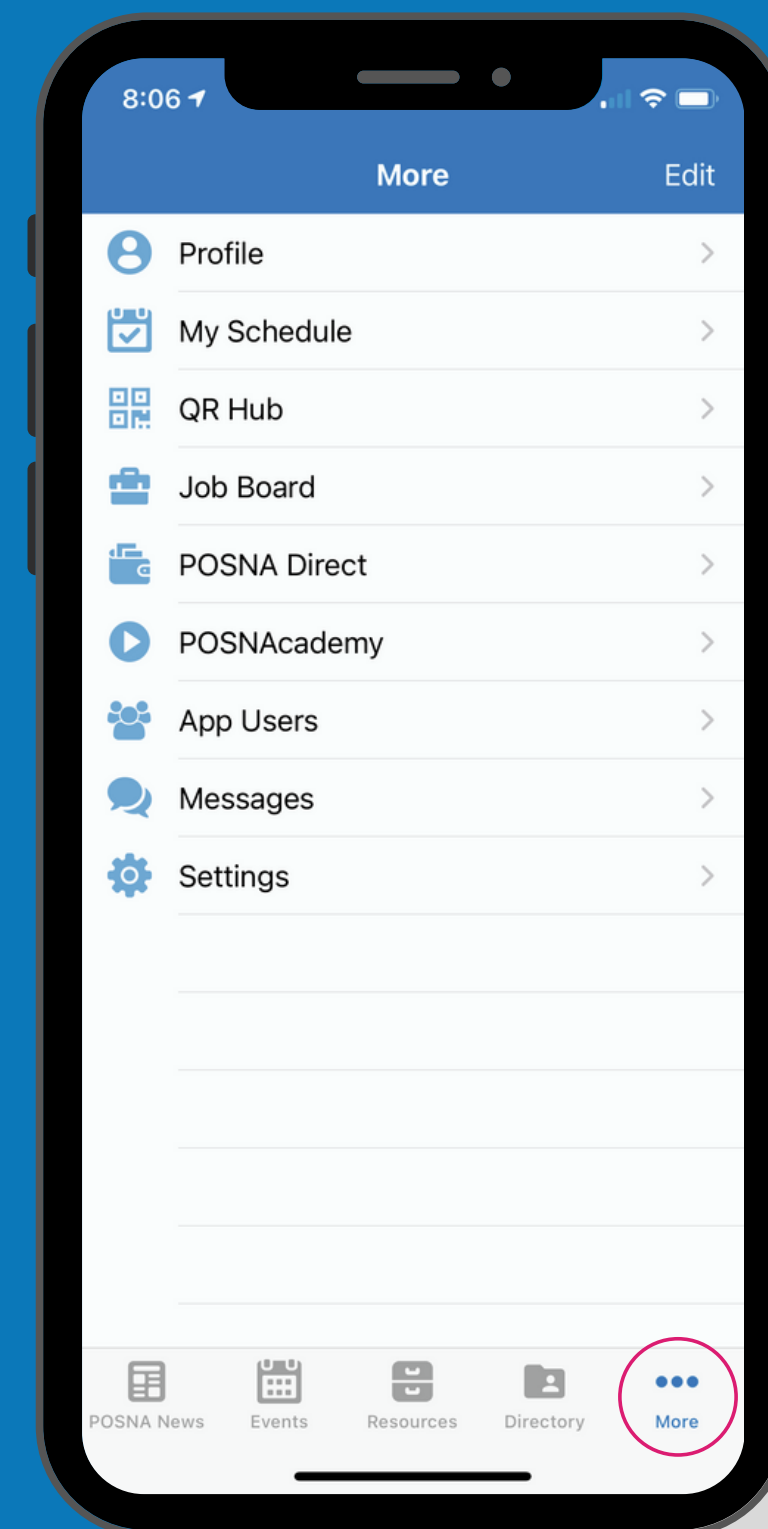 8:06
More Edit
Profile
My Schedule
QR Hub
Job Board
POSNA Direct
POSNAcademy
App Users
Messages
Settings
POSNA News Events Resources Directory More